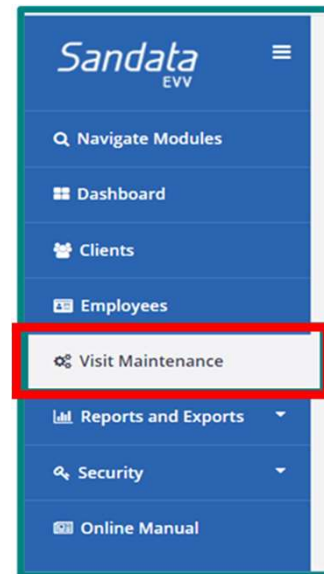 Sandata
EVV
Navigate Modules
Dashboard
Clients
Employees
Visit Maintenance
Reports and Exports
Security
Online Manual